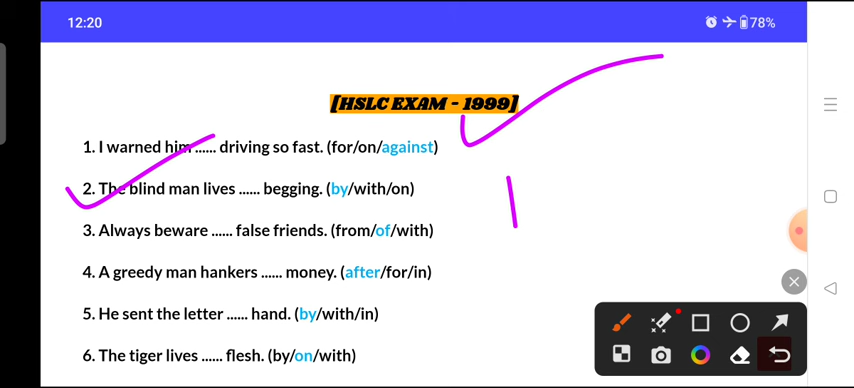 12:20
78%
[HSLC EXAM - 1999]
1. I warned him ...... driving so fast. (for/on/against)
2. The blind man lives ...... begging. (by/with/on)
3. Always beware ...... false friends. (from/of/with)
4. A greedy man hankers ...... money. (after/for/in)
5. He sent the letter ...... hand. (by/with/in)
6. The tiger lives ...... flesh. (by/on/with)